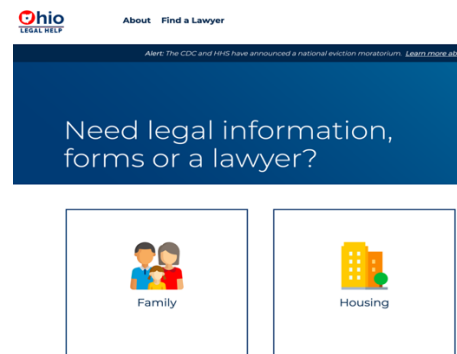 Ohio
LEGAL HELP
About Find a Lawyer
Alert: The CDC and HHS have announced a national eviction moratorium. Learn more ab
Need legal information,
forms or a lawyer?
Family
Housing